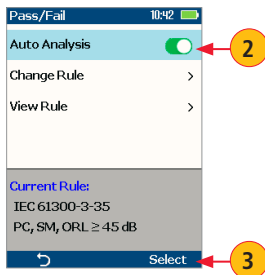 Pass/Fail 10:42
Auto Analysis
2
Change Rule >
View Rule >
Current Rule:
IEC 61300-3-35
PC, SM, ORL ≥ 45 dB
Select
3